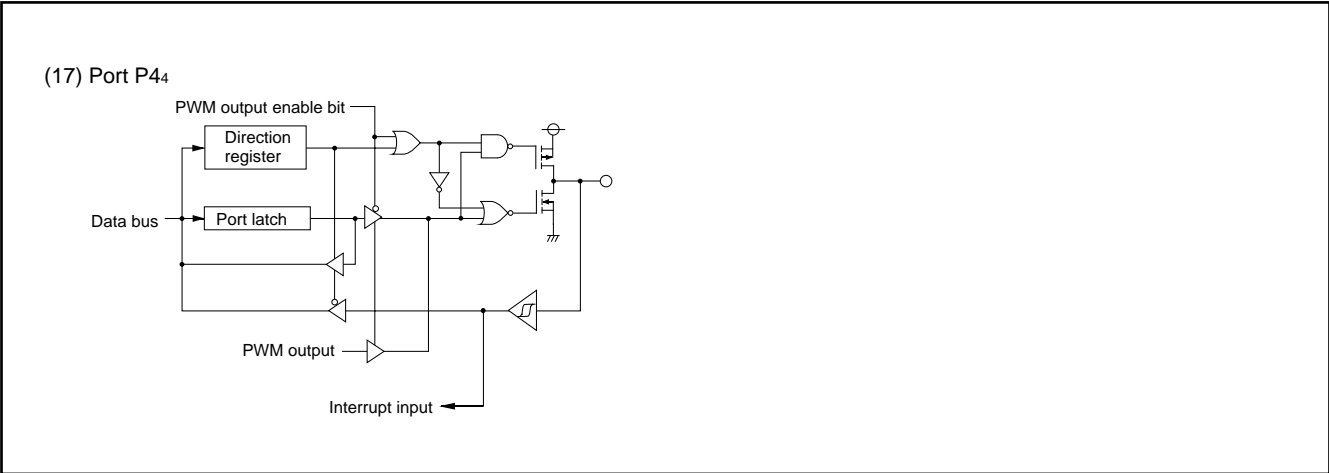 (17) Port P4₄
PWM output enable bit
Direction
register
Data bus
Port latch
PWM output
Interrupt input